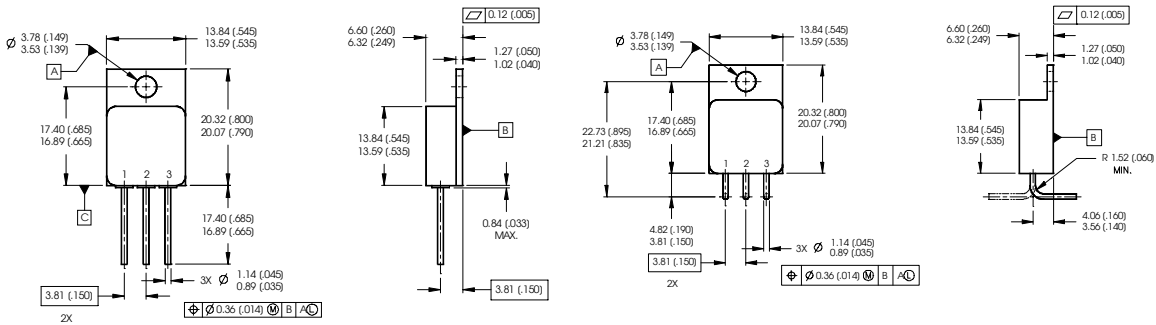 0.12 (.005)
Ø 3.78 (.149)
3.53 (.139)
A
13.84 (.545)
13.59 (.535)
17.40 (.685)
16.89 (.665)
20.32 (.800)
20.07 (.790)
1 2 3
C
17.40 (.685)
16.89 (.665)
3X Ø 1.14 (.045)
0.89 (.035)
3.81 (.150)
2X
Ø 0.36 (.014) Ⓜ B AⓁ
6.60 (.260)
6.32 (.249)
1.27 (.050)
1.02 (.040)
13.84 (.545)
13.59 (.535)
B
0.84 (.033)
MAX.
3.81 (.150)
Ø 3.78 (.149)
3.53 (.139)
A
13.84 (.545)
13.59 (.535)
22.73 (.895)
21.21 (.835)
17.40 (.685)
16.89 (.665)
20.32 (.800)
20.07 (.790)
1 2 3
4.82 (.190)
3.81 (.150)
3.81 (.150)
2X
3X Ø 1.14 (.045)
0.89 (.035)
Ø 0.36 (.014) Ⓜ B AⓁ
0.12 (.005)
6.60 (.260)
6.32 (.249)
1.27 (.050)
1.02 (.040)
13.84 (.545)
13.59 (.535)
B
R 1.52 (.060)
MIN.
4.06 (.160)
3.56 (.140)